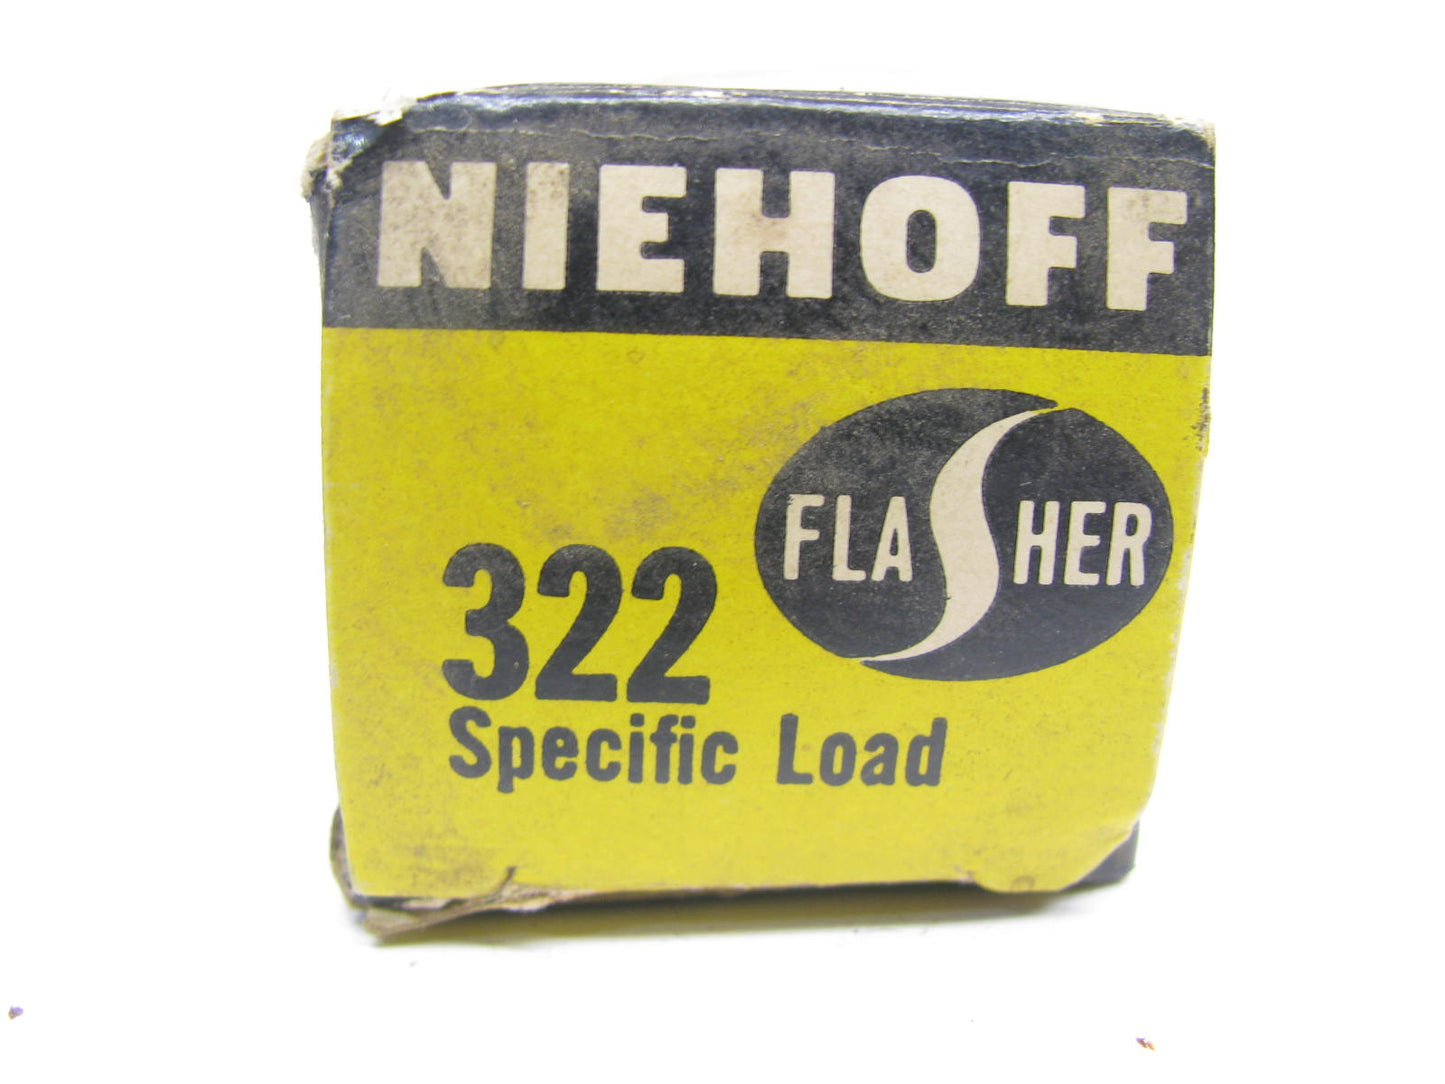 NIEHOFF
FLASHER
322
Specific Load